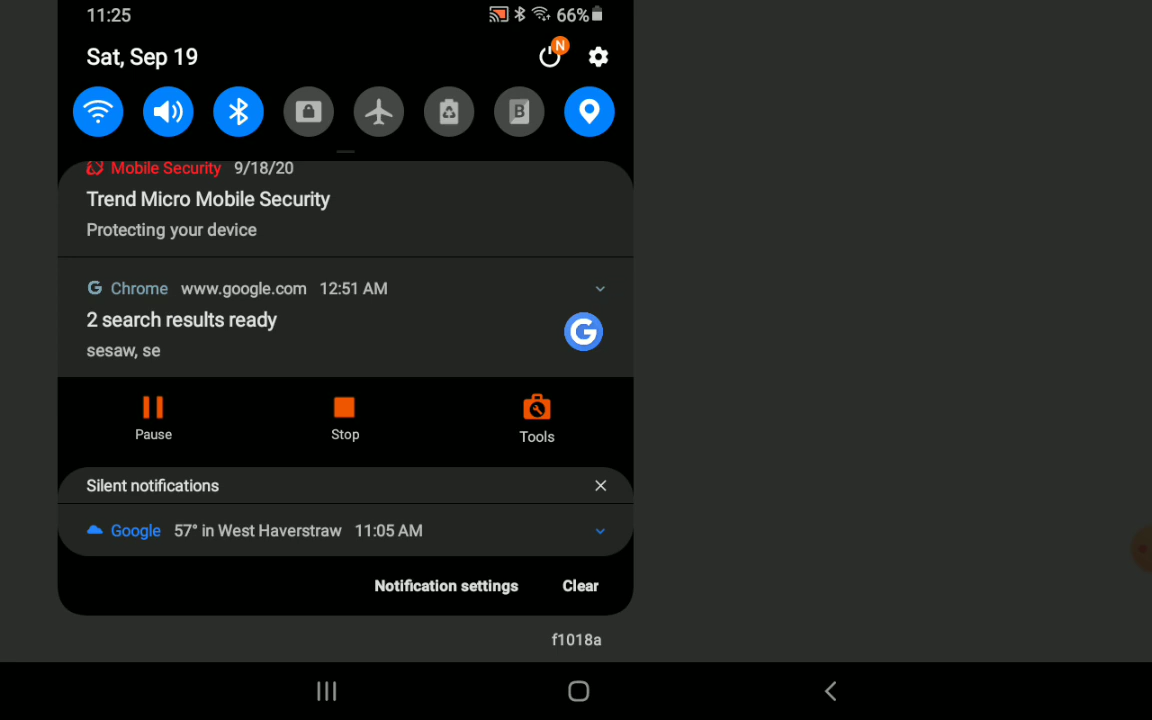 11:25 66%
Sat, Sep 19 N
B
Mobile Security 9/18/20
Trend Micro Mobile Security
Protecting your device
G Chrome www.google.com 12:51 AM
2 search results ready
G
sesaw, se
Pause Stop Tools
Silent notifications
Google 57° in West Haverstraw 11:05 AM
Notification settings Clear
f1018a